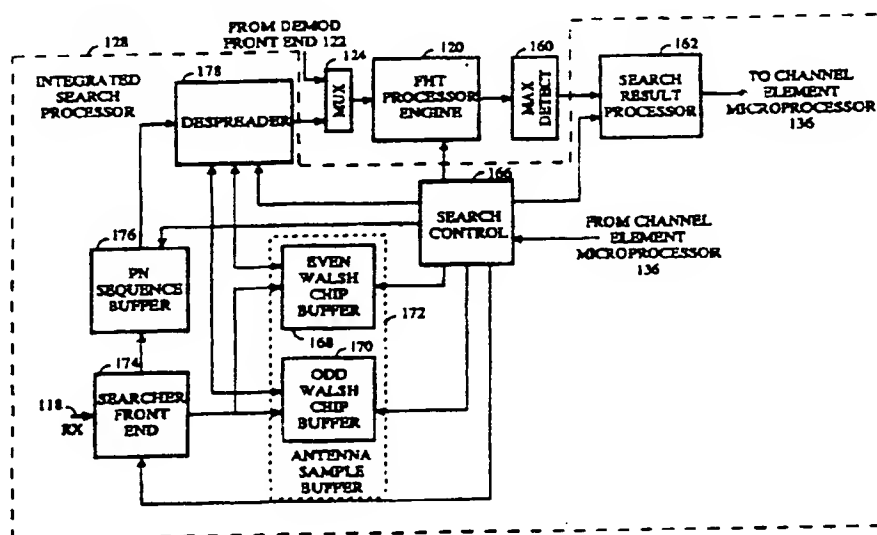 FROM DEMOD
FRONT END 122
128
INTEGRATED
SEARCH
PROCESSOR
178
DESPREADER
124
MUX
120
FHT
PROCESSOR
ENGINE
160
MAX
DETECT
162
SEARCH
RESULT
PROCESSOR
TO CHANNEL
ELEMENT
MICROPROCESSOR
136
166
SEARCH
CONTROL
FROM CHANNEL
ELEMENT
MICROPROCESSOR
136
176
PN
SEQUENCE
BUFFER
EVEN
WALSH
CHIP
BUFFER
168
172
170
ODD
WALSH
CHIP
BUFFER
174
SEARCHER
FRONT
END
118
RX
ANTENNA
SAMPLE
BUFFER